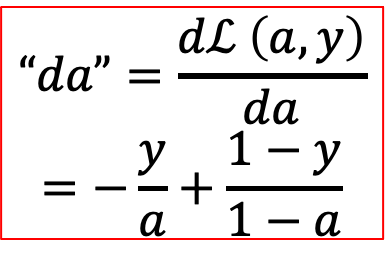 “da” = dℒ (a, y) / da
= − y/a + (1 − y)/(1 − a)